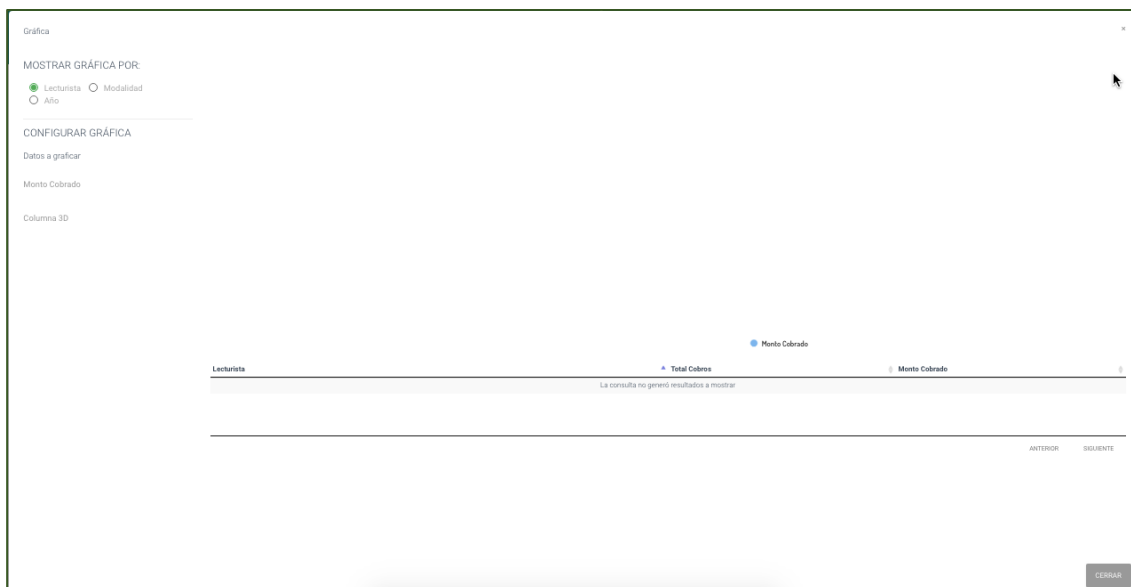 Gráfica
×
MOSTRAR GRÁFICA POR:
Lecturista Modalidad
Año
CONFIGURAR GRÁFICA
Datos a graficar
Monto Cobrado
Columna 3D
Monto Cobrado
Lecturista Total Cobros Monto Cobrado
La consulta no generó resultados a mostrar
ANTERIOR SIGUIENTE
CERRAR